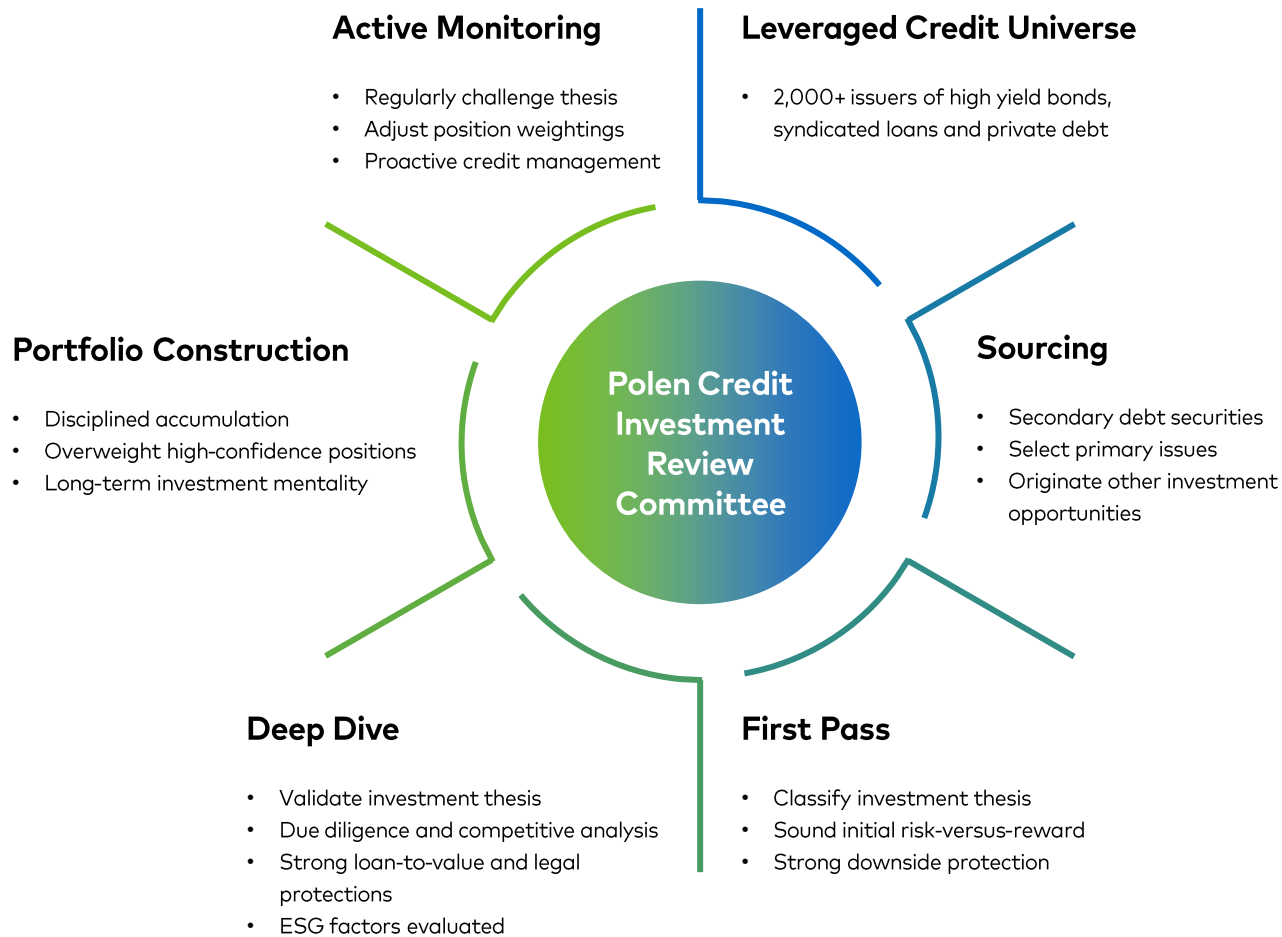 Active Monitoring
• Regularly challenge thesis
• Adjust position weightings
• Proactive credit management
Leveraged Credit Universe
• 2,000+ issuers of high yield bonds,
syndicated loans and private debt
Portfolio Construction
• Disciplined accumulation
• Overweight high-confidence positions
• Long-term investment mentality
Polen Credit
Investment
Review
Committee
Sourcing
• Secondary debt securities
• Select primary issues
• Originate other investment
opportunities
Deep Dive
• Validate investment thesis
• Due diligence and competitive analysis
• Strong loan-to-value and legal
protections
• ESG factors evaluated
First Pass
• Classify investment thesis
• Sound initial risk-versus-reward
• Strong downside protection